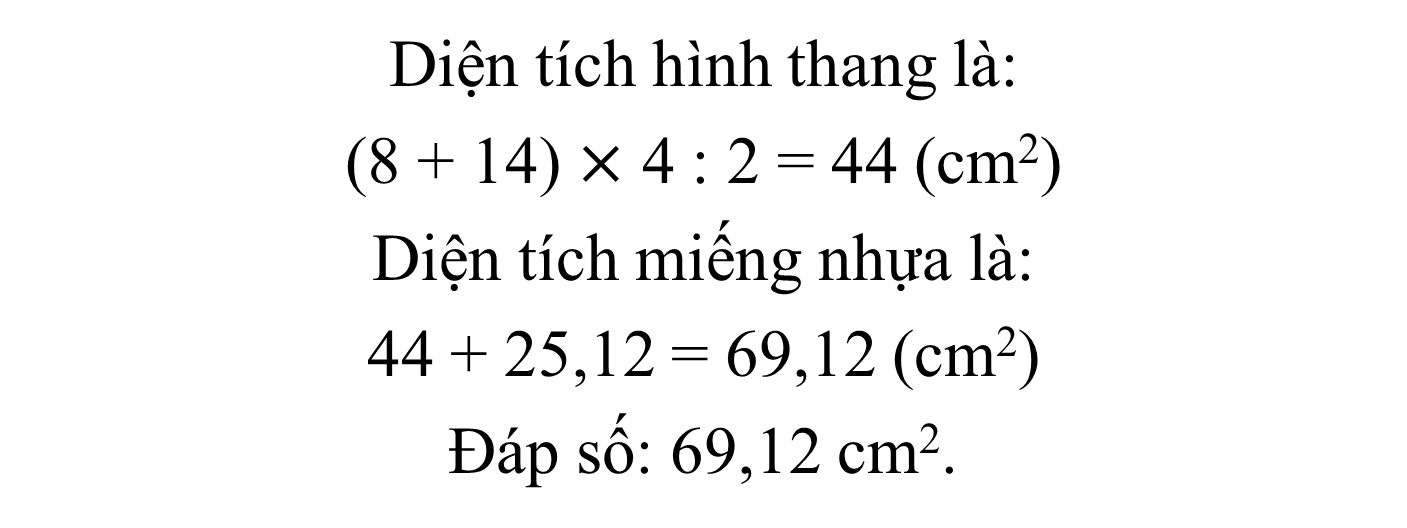 Diện tích hình thang là:
(8 + 14) × 4 : 2 = 44 (cm²)
Diện tích miếng nhựa là:
44 + 25,12 = 69,12 (cm²)
Đáp số: 69,12 cm².